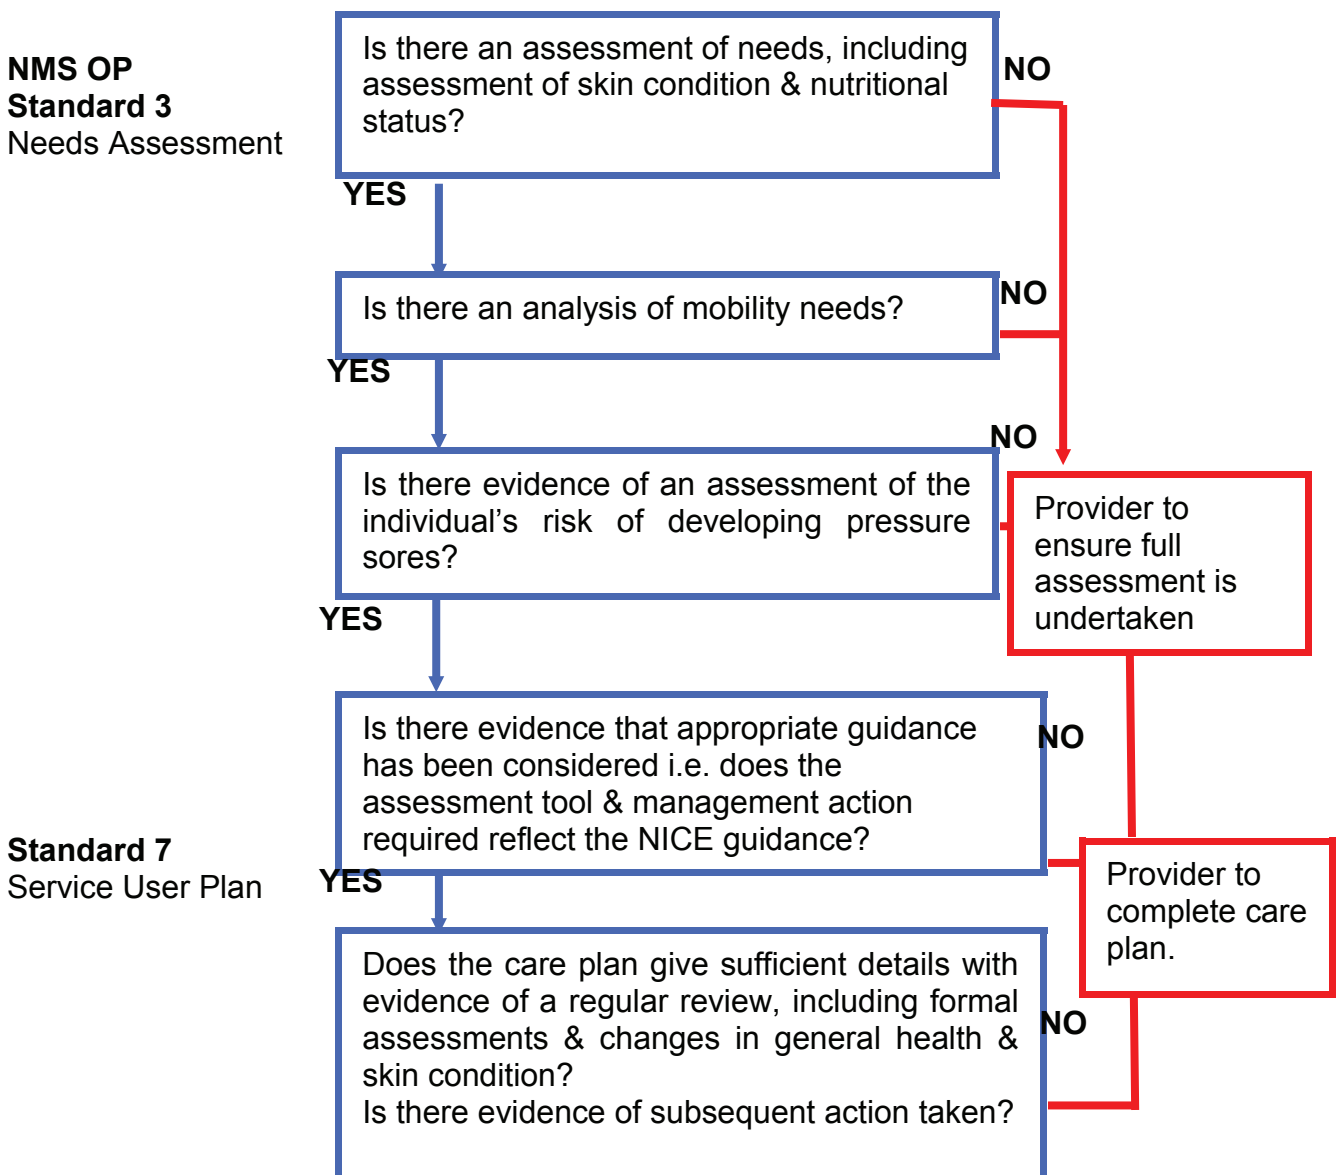 Is there an assessment of needs, including
assessment of skin condition & nutritional
status?
NO
NMS OP
Standard 3
Needs Assessment
YES
Is there an analysis of mobility needs?
NO
YES
NO
Is there evidence of an assessment of the
individual’s risk of developing pressure
sores?
Provider to
ensure full
assessment is
undertaken
YES
Is there evidence that appropriate guidance
has been considered i.e. does the
assessment tool & management action
required reflect the NICE guidance?
NO
Standard 7
Service User Plan
YES
Provider to
complete care
plan.
Does the care plan give sufficient details with
evidence of a regular review, including formal
assessments & changes in general health &
skin condition?
Is there evidence of subsequent action taken?
NO